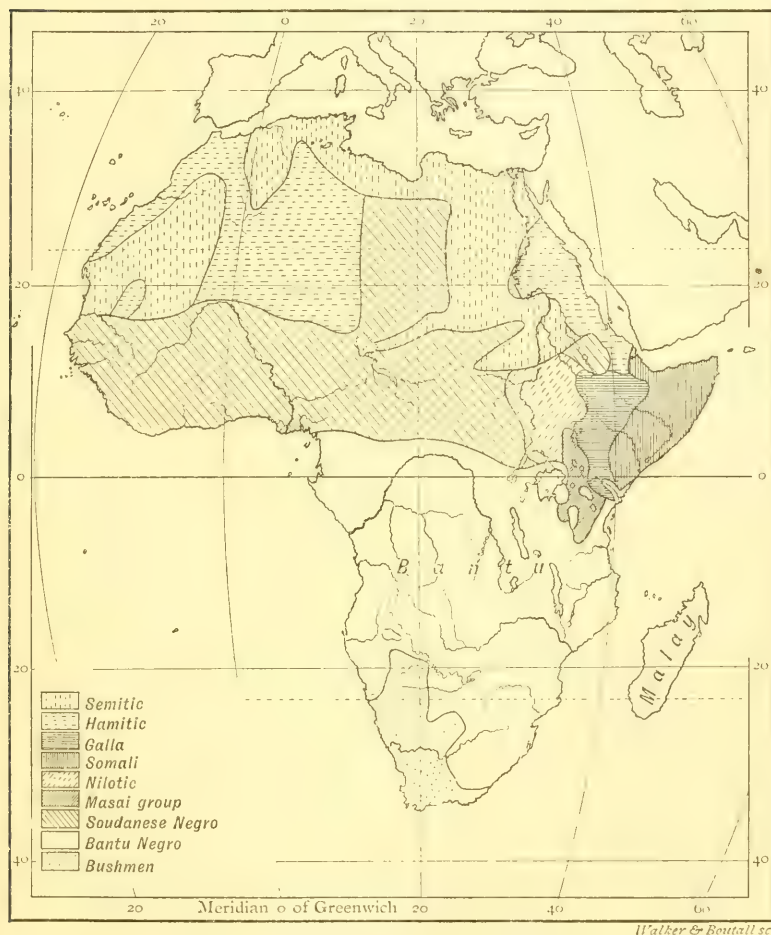 20 0 20 40 60
40 40
20 20
0 0
Bantu
Malay
20 20
Semitic
Hamitic
Galla
Somali
Nilotic
Masai group
Soudanese Negro
Bantu Negro
Bushmen
40 40
20 Meridian 0 of Greenwich 20 40 60
Walker & Boutall sc